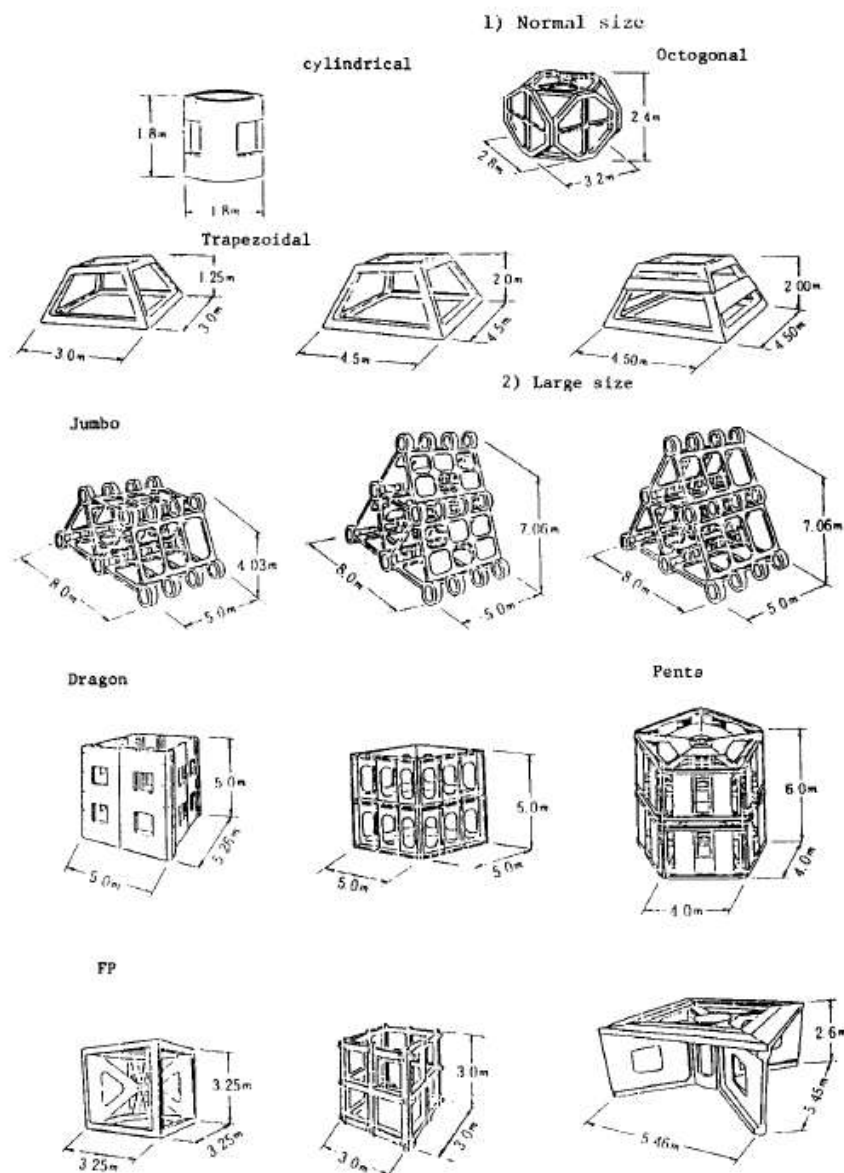 1) Normal size
cylindrical
Octogonal
1.8m
1.8m
2.4m
2.8m
3.2m
Trapezoidal
1.25m
3.0m
3.0m
2.0m
4.5m
4.5m
2.00m
4.50m
4.50m
2) Large size
Jumbo
4.03m
8.0m
5.0m
7.06m
8.0m
5.0m
7.06m
8.0m
5.0m
Dragon
Penta
5.0m
5.0m
5.0m
5.0m
5.0m
6.0m
4.0m
4.0m
FP
3.25m
3.25m
3.25m
3.0m
3.0m
3.0m
2.6m
5.46m